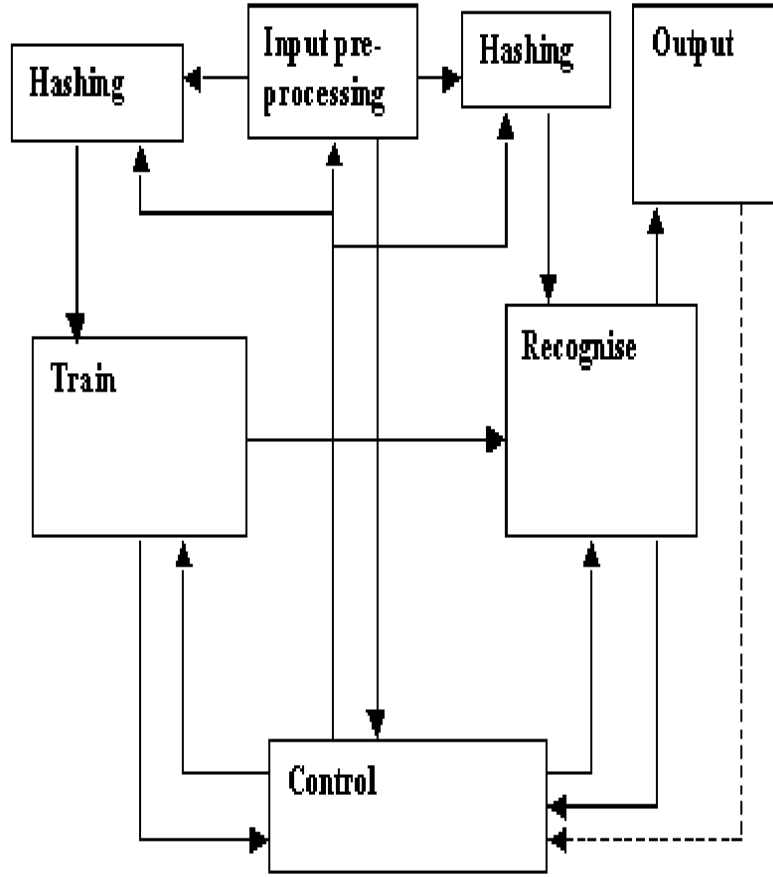 Hashing
Input pre-
processing
Hashing
Output
Train
Recognise
Control